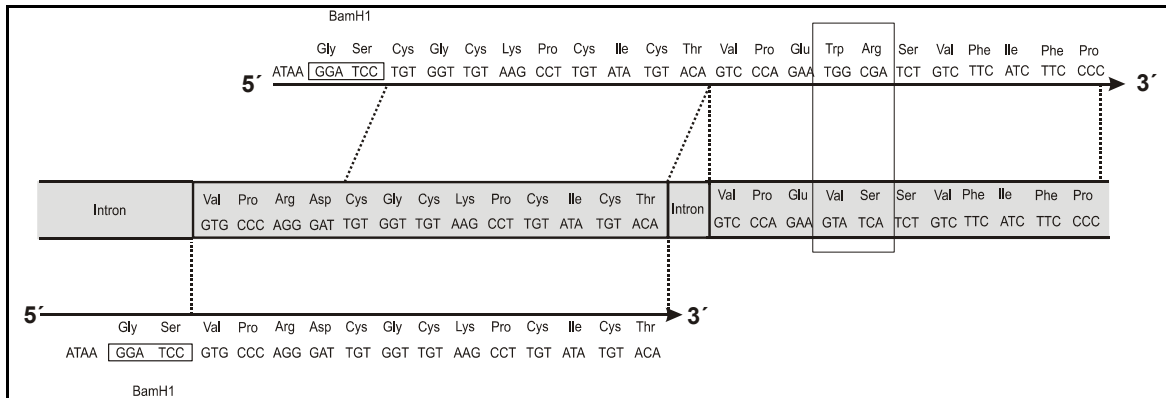 BamH1
Gly Ser Cys Gly Cys Lys Pro Cys Ile Cys Thr Val Pro Glu Trp Arg Ser Val Phe Ile Phe Pro
ATAA GGA TCC TGT GGT TGT AAG CCT TGT ATA TGT ACA GTC CCA GAA TGG CGA TCT GTC TTC ATC TTC CCC
5´ 3´
Val Pro Arg Asp Cys Gly Cys Lys Pro Cys Ile Cys Thr Val Pro Glu Val Ser Ser Val Phe Ile Phe Pro
Intron Intron
GTG CCC AGG GAT TGT GGT TGT AAG CCT TGT ATA TGT ACA GTC CCA GAA GTA TCA TCT GTC TTC ATC TTC CCC
5´ 3´
Gly Ser Val Pro Arg Asp Cys Gly Cys Lys Pro Cys Ile Cys Thr
ATAA GGA TCC GTG CCC AGG GAT TGT GGT TGT AAG CCT TGT ATA TGT ACA
BamH1